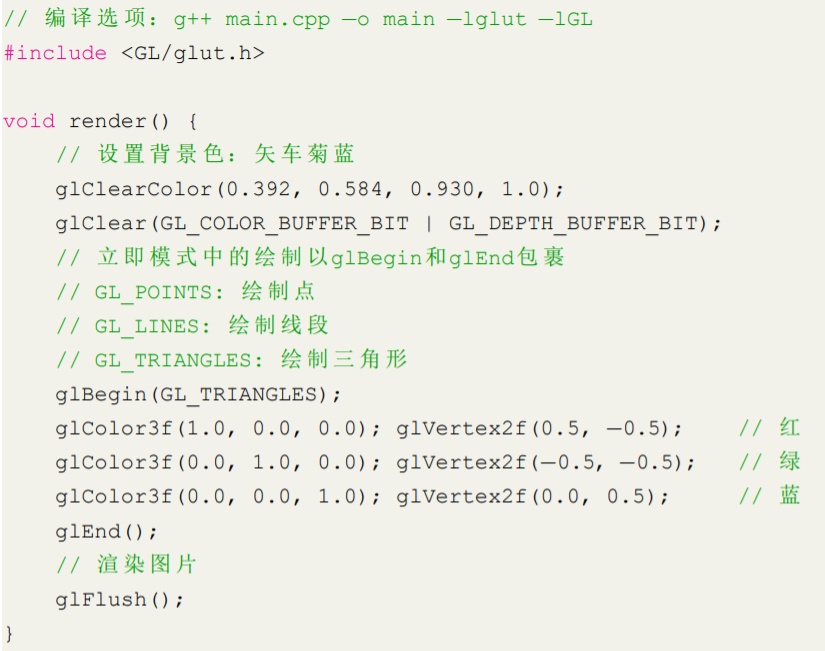 // 编译选项：g++ main.cpp −o main −lglut −lGL
#include <GL/glut.h>
void render() {
// 设置背景色：矢车菊蓝
glClearColor(0.392, 0.584, 0.930, 1.0);
glClear(GL_COLOR_BUFFER_BIT | GL_DEPTH_BUFFER_BIT);
// 立即模式中的绘制以glBegin和glEnd包裹
// GL_POINTS: 绘制点
// GL_LINES: 绘制线段
// GL_TRIANGLES: 绘制三角形
glBegin(GL_TRIANGLES);
glColor3f(1.0, 0.0, 0.0); glVertex2f(0.5, −0.5); // 红
glColor3f(0.0, 1.0, 0.0); glVertex2f(−0.5, −0.5); // 绿
glColor3f(0.0, 0.0, 1.0); glVertex2f(0.0, 0.5); // 蓝
glEnd();
// 渲染图片
glFlush();
}